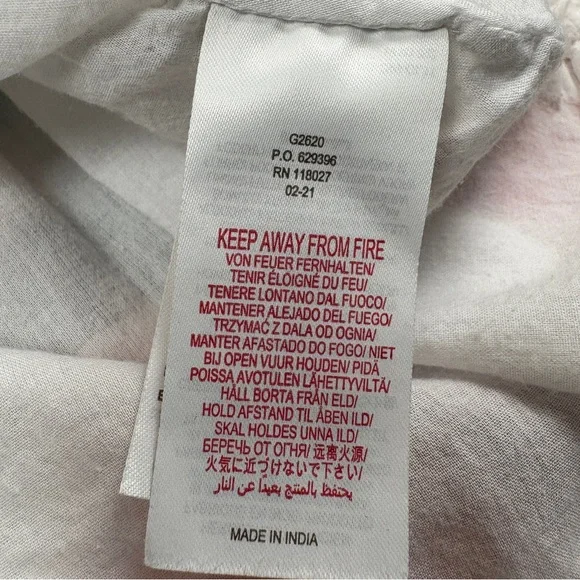 G2620
P.O. 629396
RN 118027
02-21
KEEP AWAY FROM FIRE
VON FEUER FERNHALTEN/
TENIR ÉLOIGNÉ DU FEU/
TENERE LONTANO DAL FUOCO/
MANTENER ALEJADO DEL FUEGO/
TRZYMAĆ Z DALA OD OGNIA/
MANTER AFASTADO DO FOGO/ NIET
BIJ OPEN VUUR HOUDEN/ PIDÄ
POISSA AVOTULEN LÄHETTYVILTÄ/
HÅLL BORTA FRÅN ELD/
HOLD AFSTAND TIL ÅBEN ILD/
SKAL HOLDES UNNA ILD/
БЕРЕЧЬ ОТ ОГНЯ/ 远离火源/
火気に近づけないで下さい/
يحتفظ بالمنتج بعيدا عن النار
MADE IN INDIA